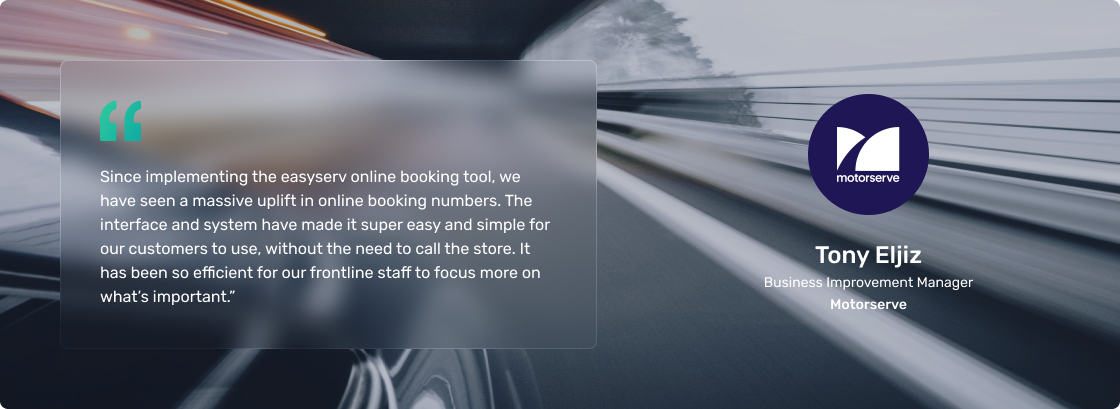 Since implementing the easyserv online booking tool, we
have seen a massive uplift in online booking numbers. The
interface and system have made it super easy and simple for
our customers to use, without the need to call the store. It
has been so efficient for our frontline staff to focus more on
what's important.”
motorserve
Tony Eljiz
Business Improvement Manager
Motorserve